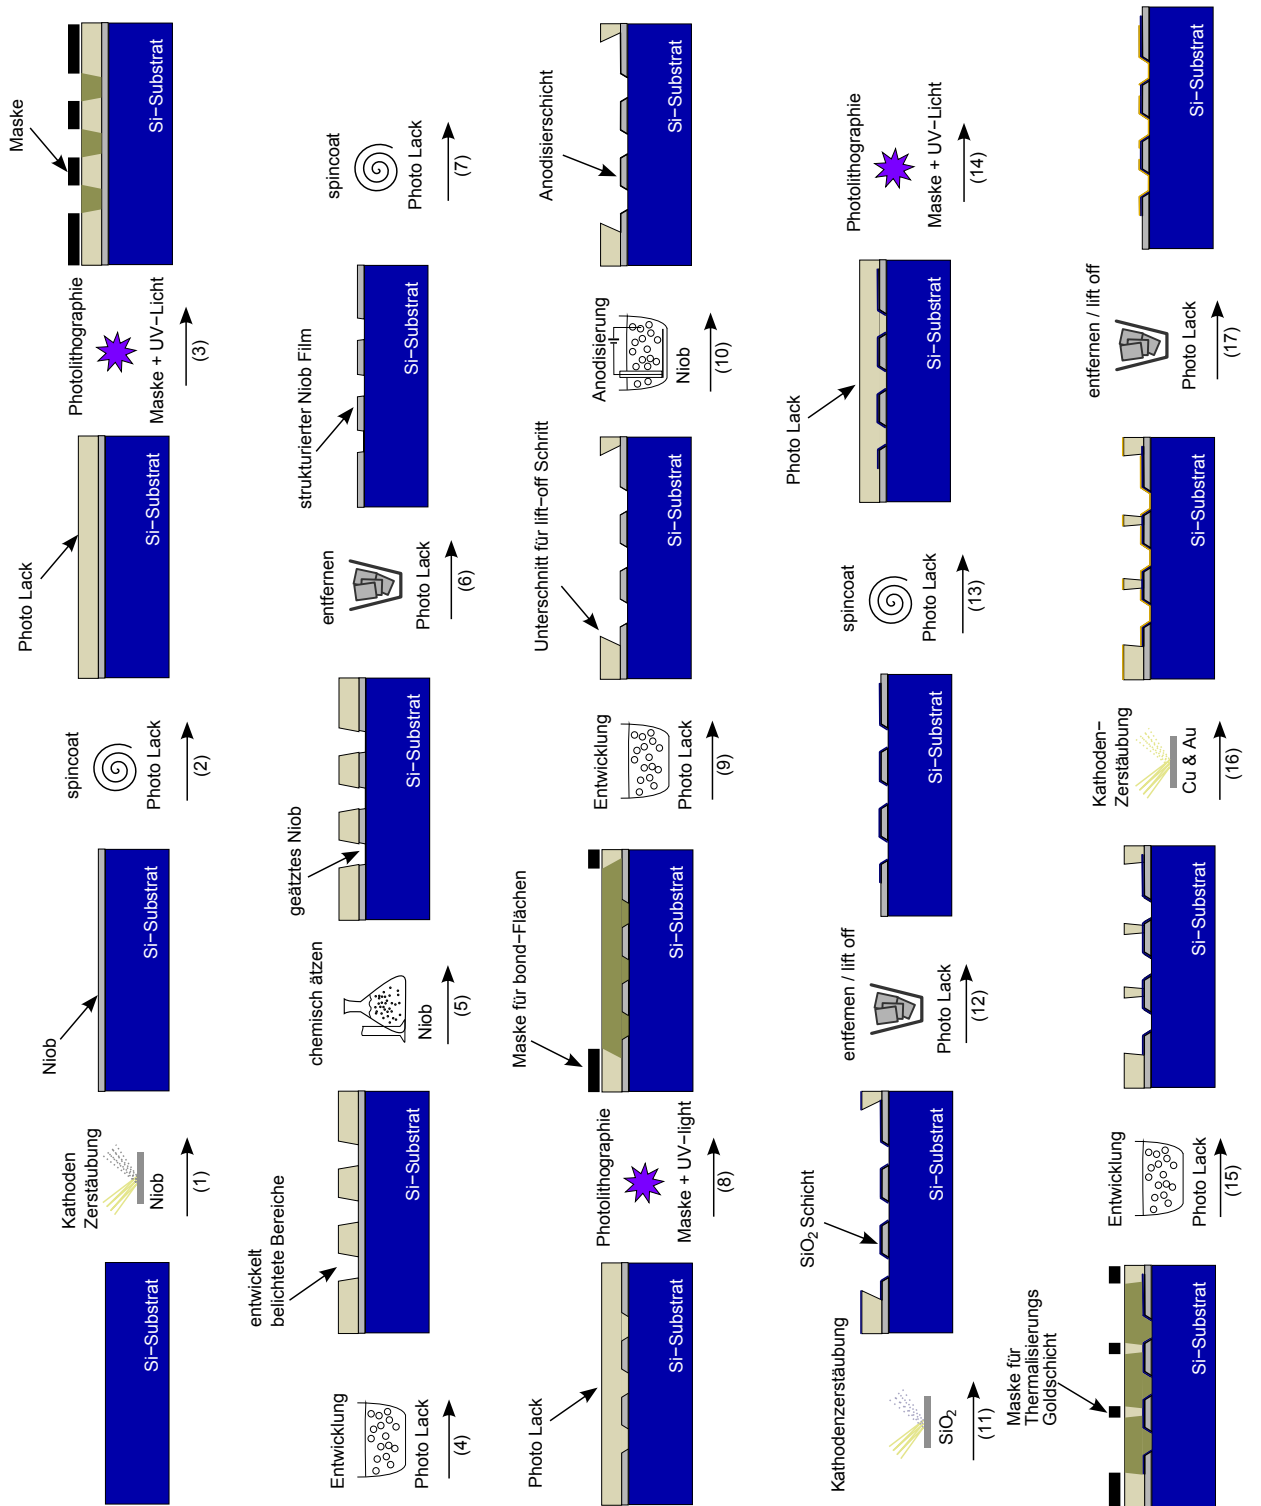 Si−Substrat
Kathoden
Zerstäubung
Niob
(1)
Niob
Si−Substrat
spincoat
Photo Lack
(2)
Photo Lack
Si−Substrat
Photolithographie
Maske + UV−Licht
(3)
Maske
Si−Substrat
Entwicklung
Photo Lack
(4)
entwickelt
belichtete Bereiche
Si−Substrat
chemisch ätzen
Niob
(5)
geätztes Niob
Si−Substrat
entfernen
Photo Lack
(6)
strukturierter Niob Film
Si−Substrat
spincoat
Photo Lack
(7)
Photo Lack
Si−Substrat
Photolithographie
Maske + UV−light
(8)
Maske für bond−Flächen
Si−Substrat
Entwicklung
Photo Lack
(9)
Unterschnitt für lift−off Schritt
Si−Substrat
Anodisierung
Niob
(10)
Anodisierschicht
Si−Substrat
Kathodenzerstäubung
SiO2
(11)
SiO2 Schicht
Si−Substrat
entfernen / lift off
Photo Lack
(12)
Si−Substrat
spincoat
Photo Lack
(13)
Photo Lack
Si−Substrat
Photolithographie
Maske + UV−Licht
(14)
Maske für
Thermalisierungs
Goldschicht
Si−Substrat
Entwicklung
Photo Lack
(15)
Si−Substrat
Kathoden−
Zerstäubung
Cu & Au
(16)
Si−Substrat
entfernen / lift off
Photo Lack
(17)
Si−Substrat